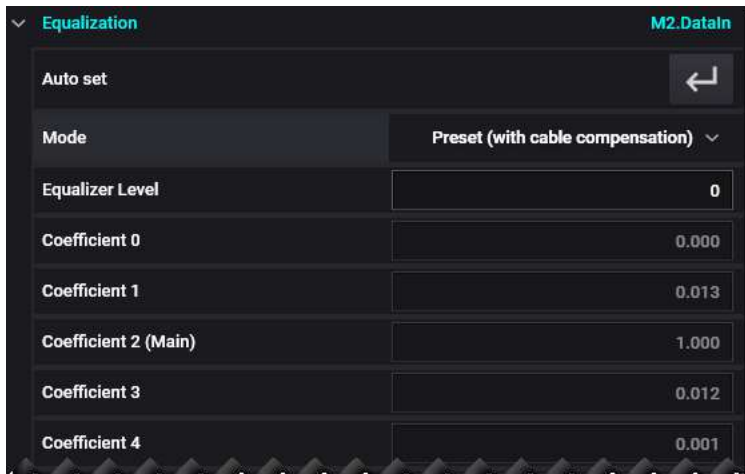 Equalization M2.DataIn
Auto set
Mode Preset (with cable compensation)
Equalizer Level 0
Coefficient 0 0.000
Coefficient 1 0.013
Coefficient 2 (Main) 1.000
Coefficient 3 0.012
Coefficient 4 0.001